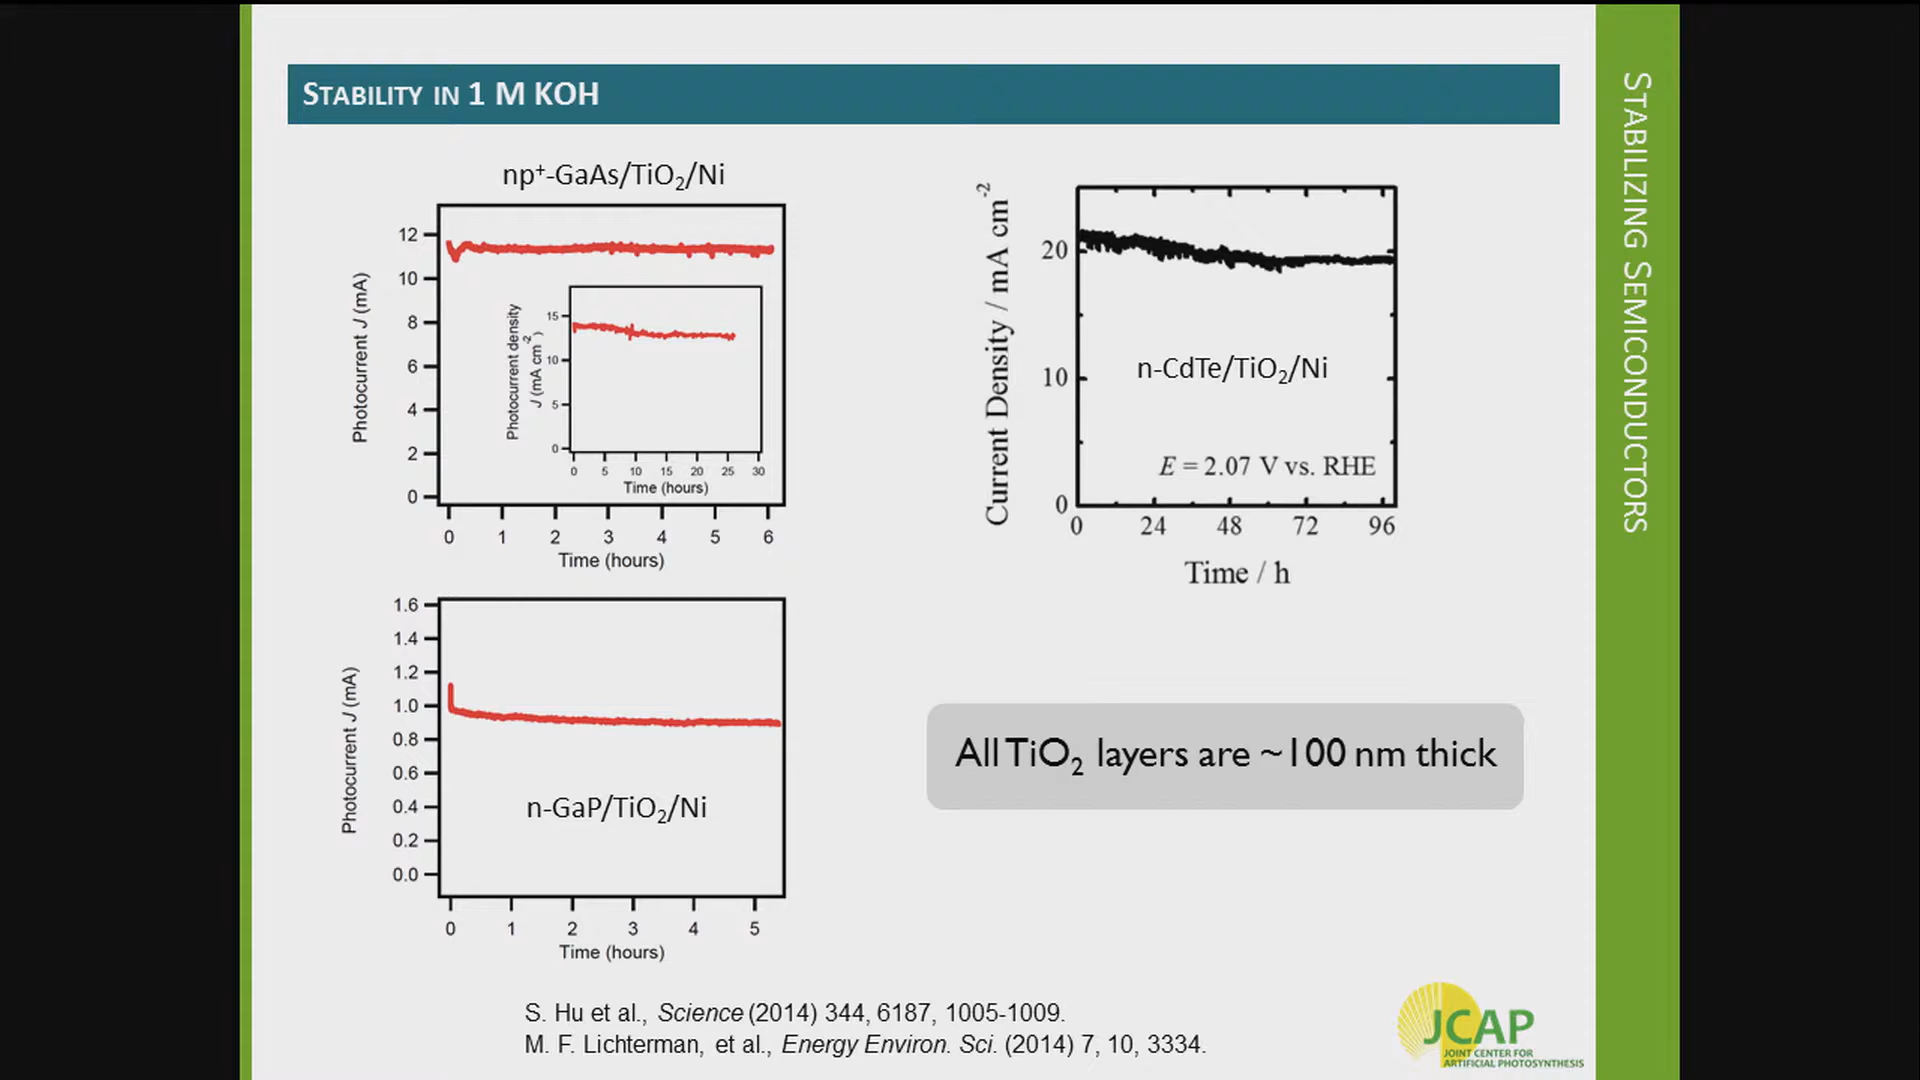 STABILITY IN 1 M KOH
STABILIZING SEMICONDUCTORS
np⁺-GaAs/TiO₂/Ni
Photocurrent J (mA)
12
10
8
6
4
2
0
Photocurrent density
J (mA cm⁻²)
15
10
5
0
0 5 10 15 20 25 30
Time (hours)
0 1 2 3 4 5 6
Time (hours)
Current Density / mA cm⁻²
20
10
0
n-CdTe/TiO₂/Ni
E = 2.07 V vs. RHE
0 24 48 72 96
Time / h
Photocurrent J (mA)
1.6
1.4
1.2
1.0
0.8
0.6
0.4
0.2
0.0
n-GaP/TiO₂/Ni
0 1 2 3 4 5
Time (hours)
All TiO₂ layers are ~100 nm thick
S. Hu et al., Science (2014) 344, 6187, 1005-1009.
M. F. Lichterman, et al., Energy Environ. Sci. (2014) 7, 10, 3334.
JCAP
JOINT CENTER FOR
ARTIFICIAL PHOTOSYNTHESIS